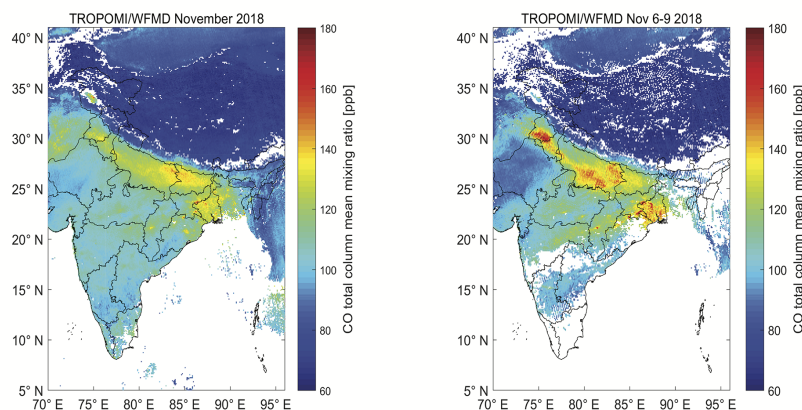 TROPOMI/WFMD November 2018
40° N
35° N
30° N
25° N
20° N
15° N
10° N
5° N
70° E
75° E
80° E
85° E
90° E
95° E
180
160
140
120
100
80
60
CO total column mean mixing ratio [ppb]
TROPOMI/WFMD Nov 6-9 2018
40° N
35° N
30° N
25° N
20° N
15° N
10° N
5° N
70° E
75° E
80° E
85° E
90° E
95° E
180
160
140
120
100
80
60
CO total column mean mixing ratio [ppb]